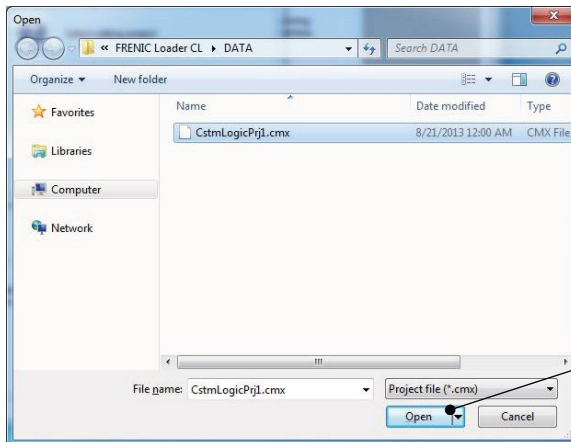 Open
« FRENIC Loader CL ▸ DATA
Search DATA
Organize ▾ New folder
Favorites
Libraries
Computer
Network
Name Date modified Type
CstmLogicPrj1.cmx 8/21/2013 12:00 AM CMX File
File name: CstmLogicPrj1.cmx Project file (*.cmx)
Open Cancel